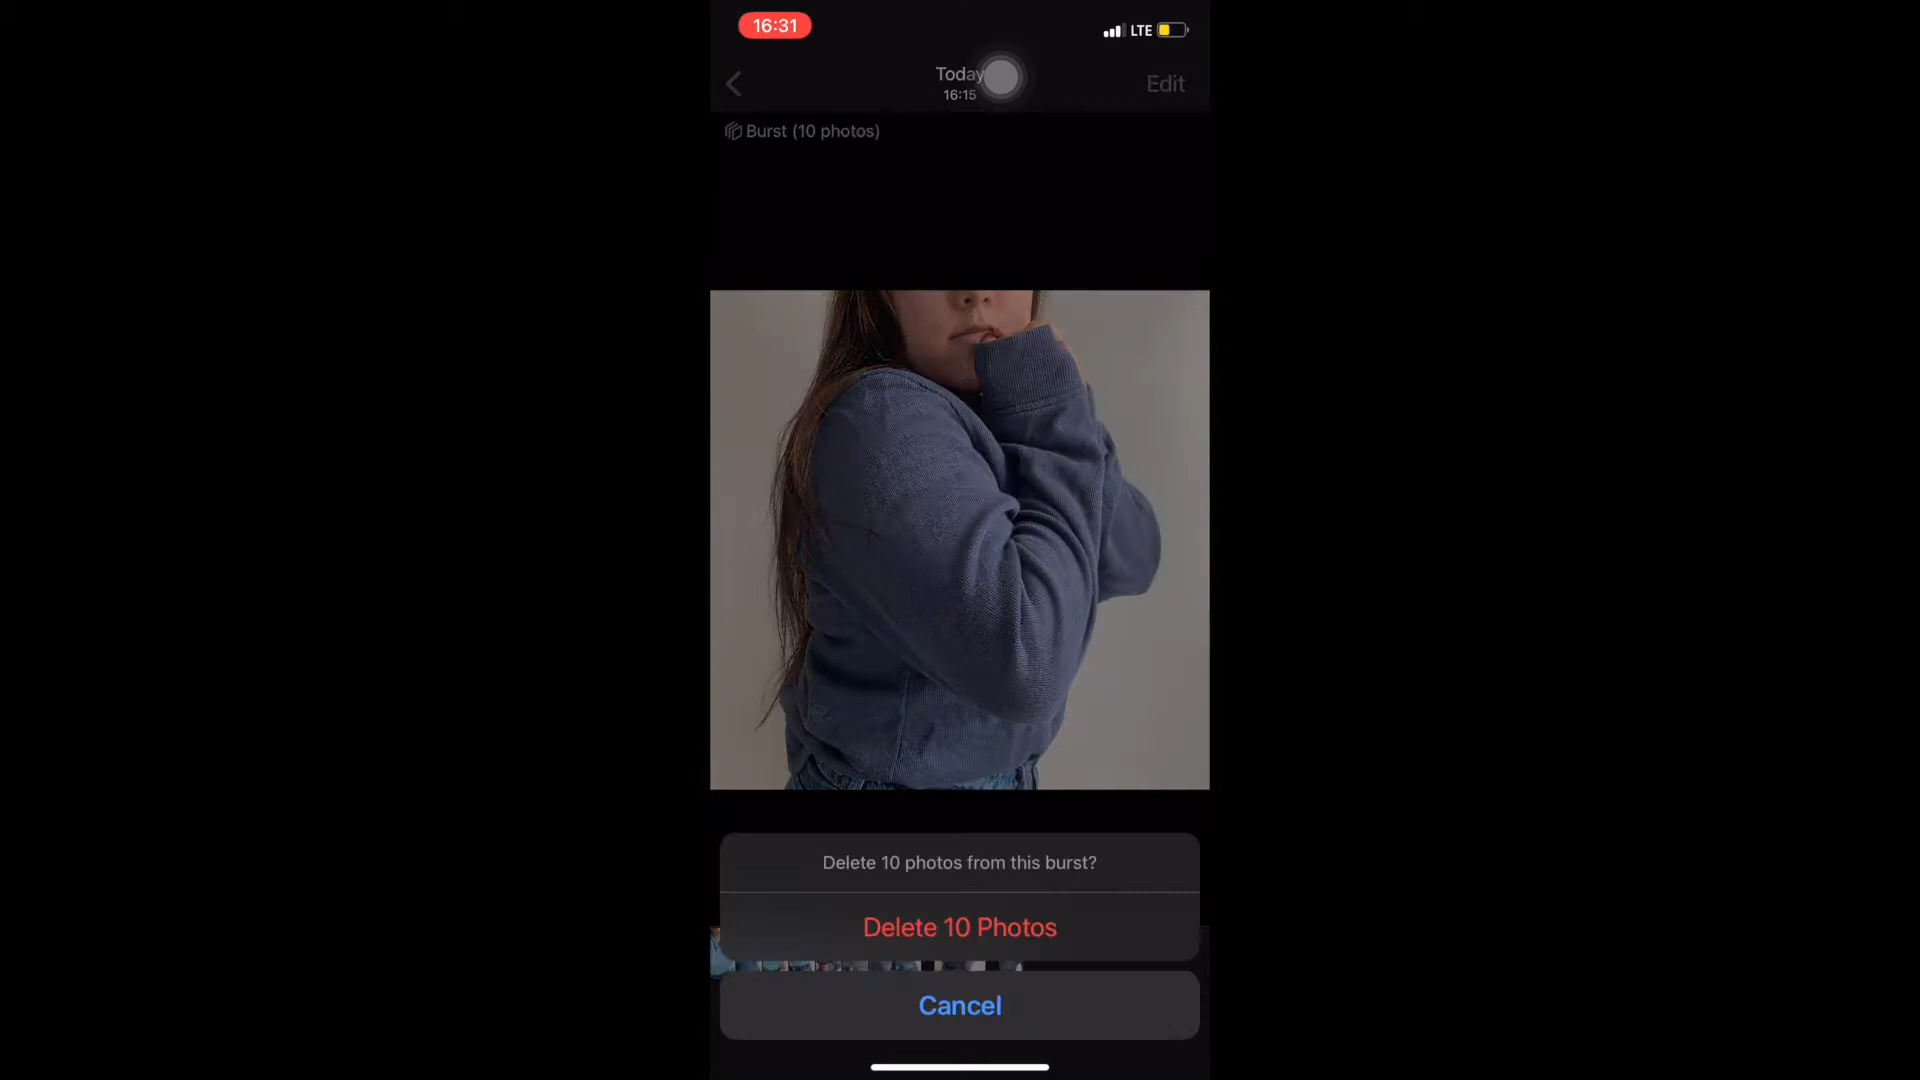 16:31
LTE
Today
16:15
Edit
Burst (10 photos)
Delete 10 photos from this burst?
Delete 10 Photos
Cancel